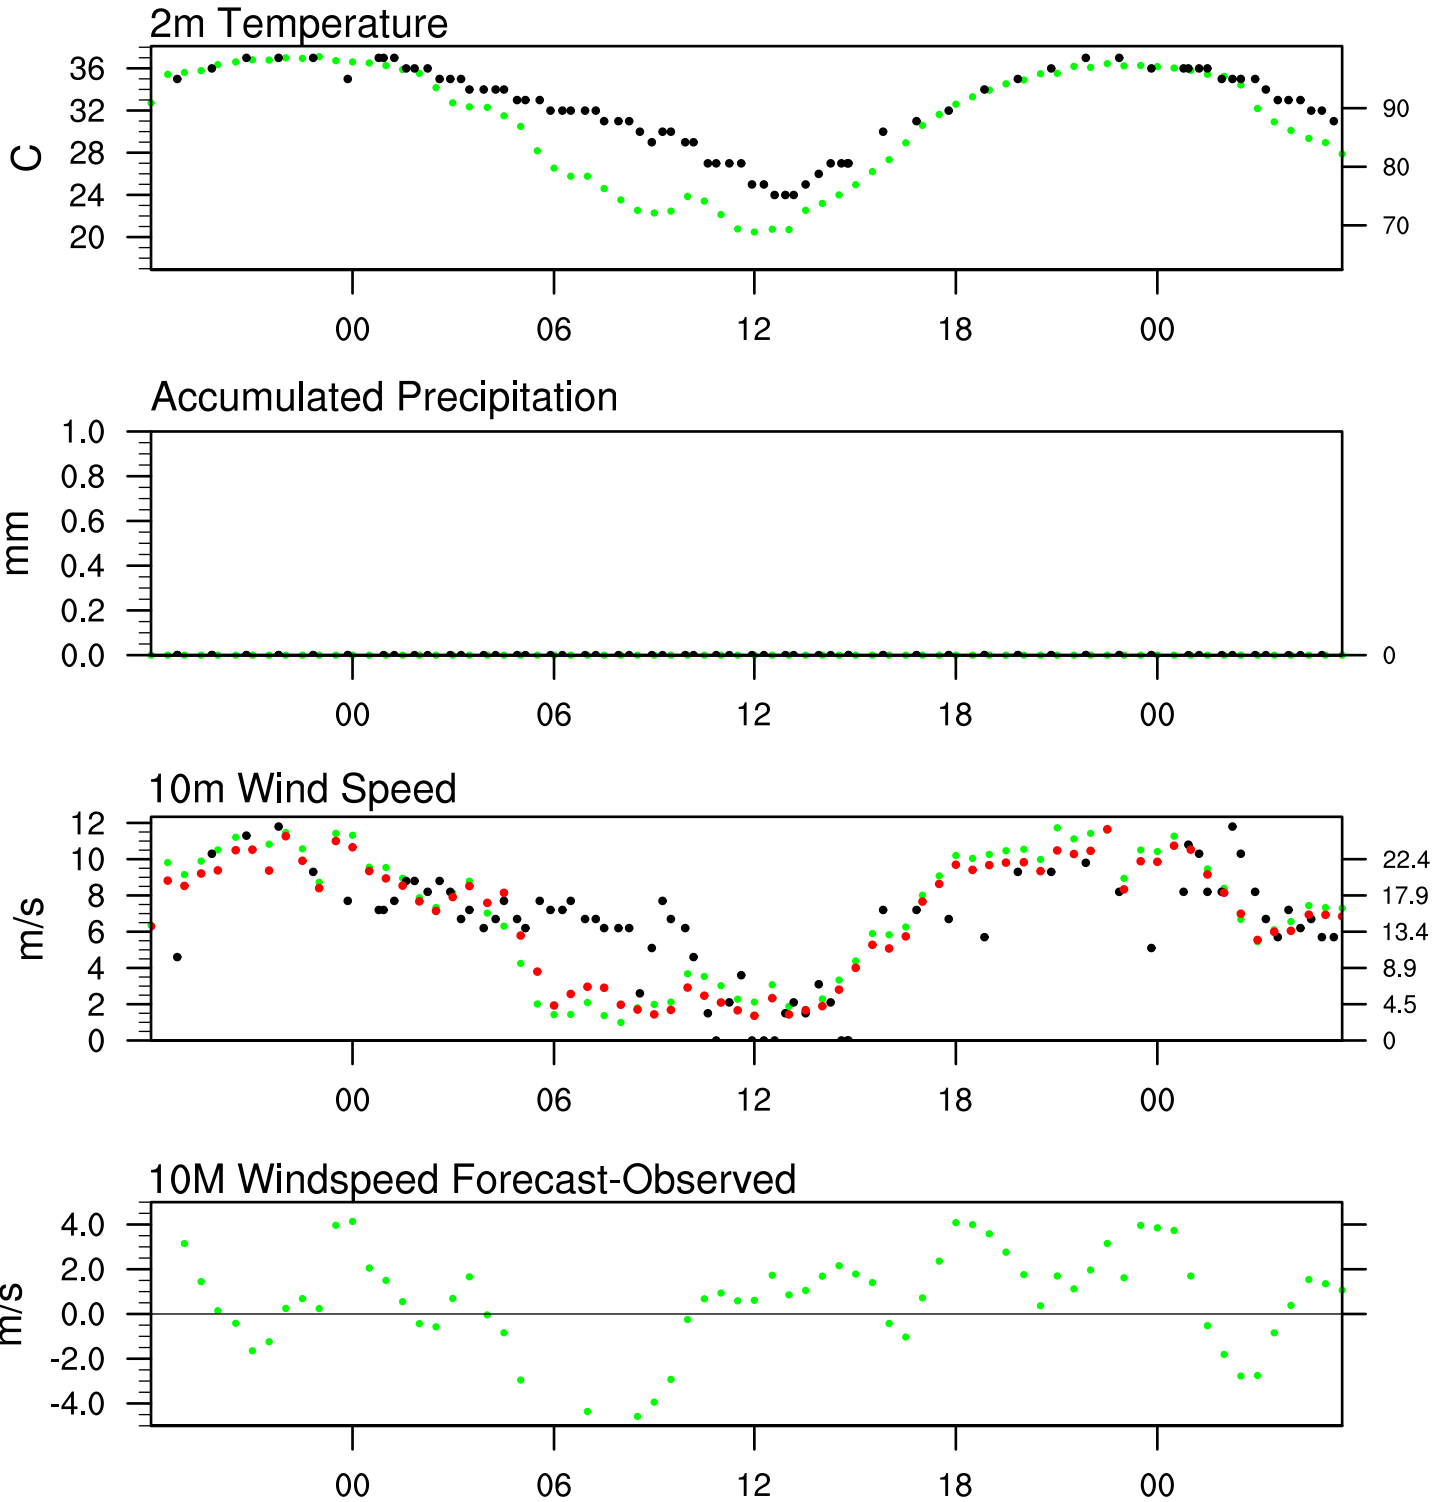 2m Temperature
C
36
32
28
24
20
90
80
70
00 06 12 18 00
Accumulated Precipitation
mm
1.0
0.8
0.6
0.4
0.2
0.0
0
00 06 12 18 00
10m Wind Speed
m/s
12
10
8
6
4
2
0
22.4
17.9
13.4
8.9
4.5
0
00 06 12 18 00
10M Windspeed Forecast-Observed
m/s
4.0
2.0
0.0
-2.0
-4.0
00 06 12 18 00